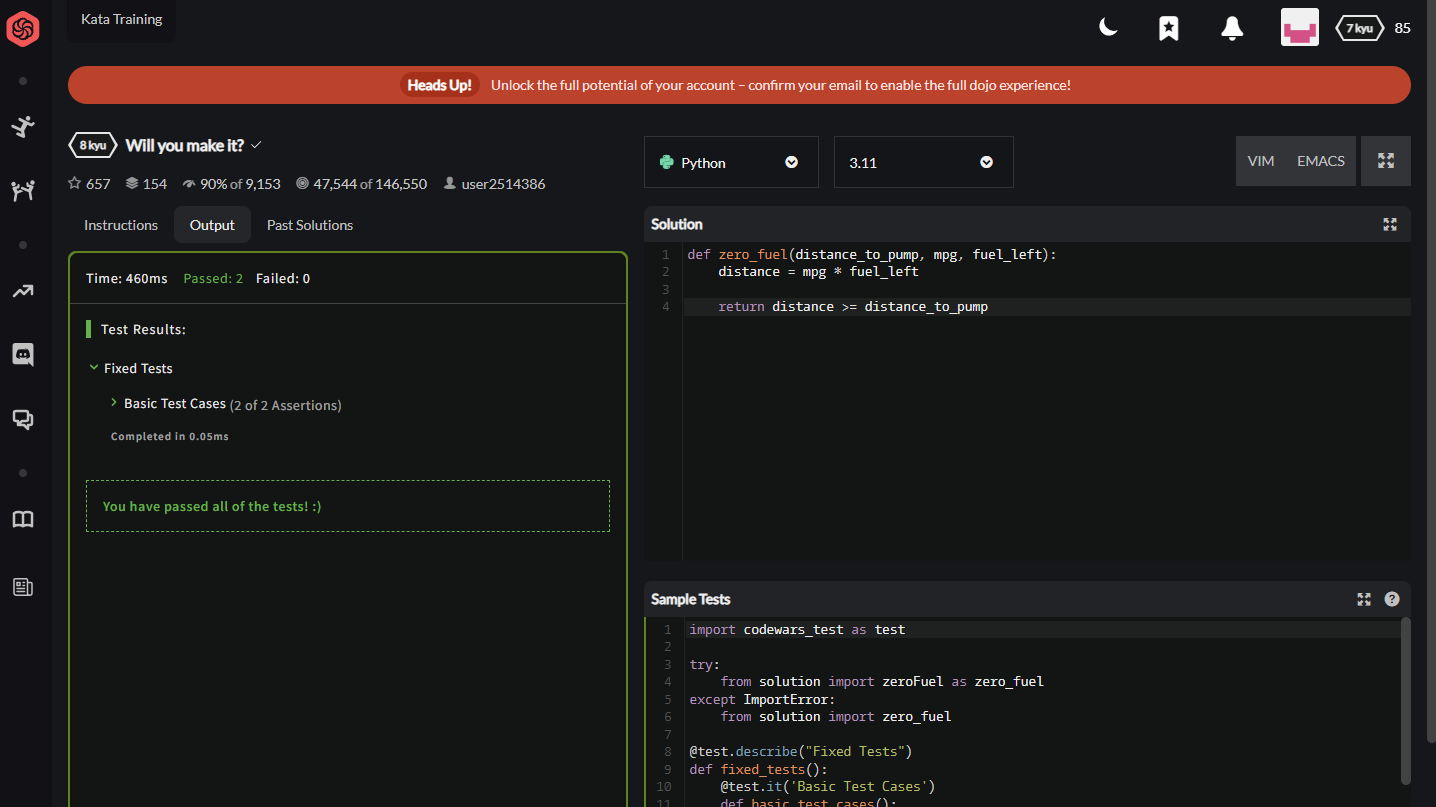 Kata Training
7 kyu 85
Heads Up! Unlock the full potential of your account – confirm your email to enable the full dojo experience!
8 kyu Will you make it?
657 154 90% of 9,153 47,544 of 146,550 user2514386
Instructions Output Past Solutions
Time: 460ms Passed: 2 Failed: 0
Test Results:
Fixed Tests
Basic Test Cases (2 of 2 Assertions)
Completed in 0.05ms
You have passed all of the tests! :)
Python 3.11 VIM EMACS
Solution
1 def zero_fuel(distance_to_pump, mpg, fuel_left):
2 distance = mpg * fuel_left
3
4 return distance >= distance_to_pump
Sample Tests
1 import codewars_test as test
2
3 try:
4 from solution import zeroFuel as zero_fuel
5 except ImportError:
6 from solution import zero_fuel
7
8 @test.describe("Fixed Tests")
9 def fixed_tests():
10 @test.it('Basic Test Cases')
11 def basic_test_cases():